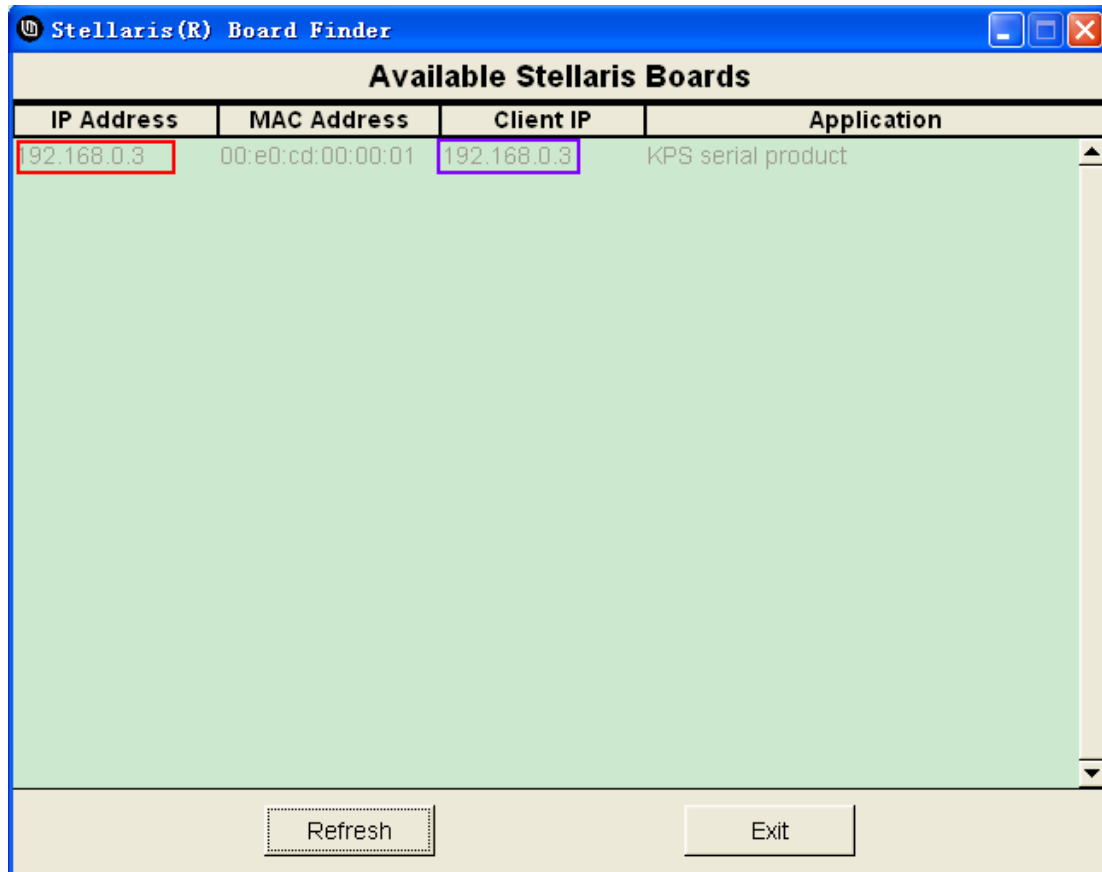 Stellaris(R) Board Finder
Available Stellaris Boards
IP Address MAC Address Client IP Application
192.168.0.3 00:e0:cd:00:00:01 192.168.0.3 KPS serial product
Refresh Exit